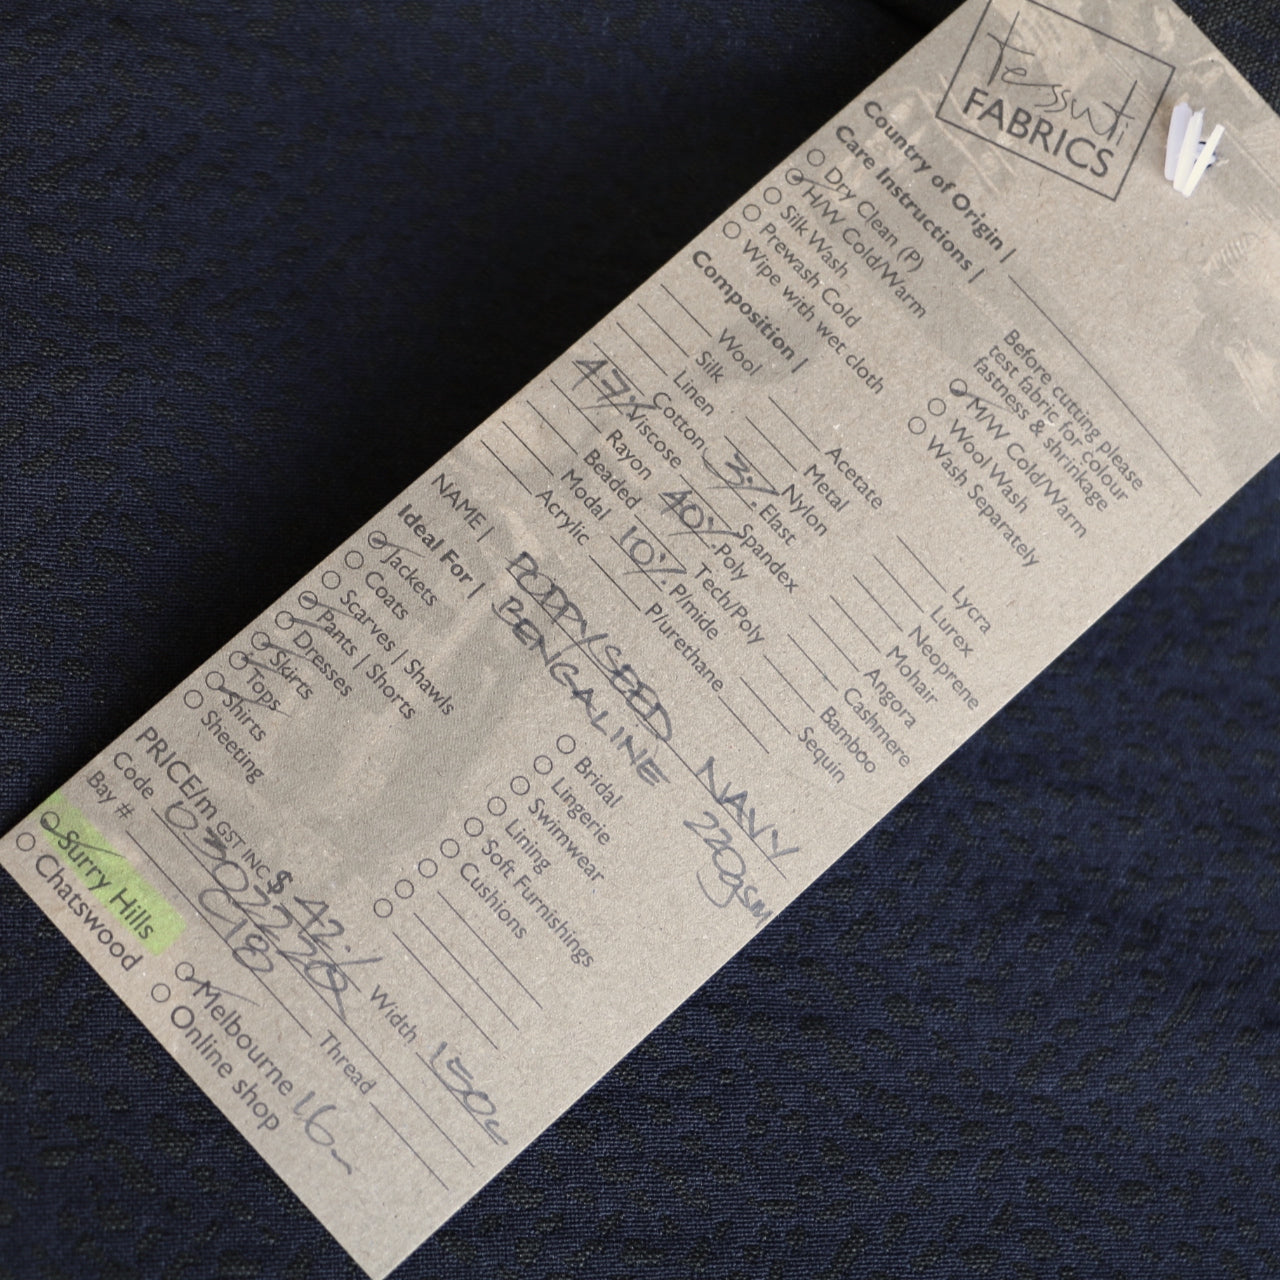 tessuti
FABRICS
Country of Origin |
Care Instructions |
Dry Clean (P)
H/W Cold/Warm
Silk Wash
Prewash Cold
Wipe with wet cloth
Before cutting please
test fabric for colour
fastness & shrinkage
M/W Cold/Warm
Wool Wash
Wash Separately
Composition |
Wool
Silk
Linen
Cotton
47% Viscose
Rayon
Beaded
Modal
Acrylic
Acetate
Metal
Nylon
3% Elast
Spandex
40% Poly
Tech/Poly
10% P/mide
P/urethane
Lycra
Lurex
Neoprene
Mohair
Angora
Cashmere
Bamboo
Sequin
NAME | POPPYSEED NAVY
BENGALINE 220gsm
Ideal For |
Jackets
Coats
Scarves | Shawls
Pants | Shorts
Dresses
Skirts
Tops
Shirts
Sheeting
Bridal
Lingerie
Swimwear
Lining
Soft Furnishings
Cushions
PRICE/m GST INC. $ 42. Width 150c
Code Thread
Bay # C18
Surry Hills
Chatswood
Melbourne 16
Online shop